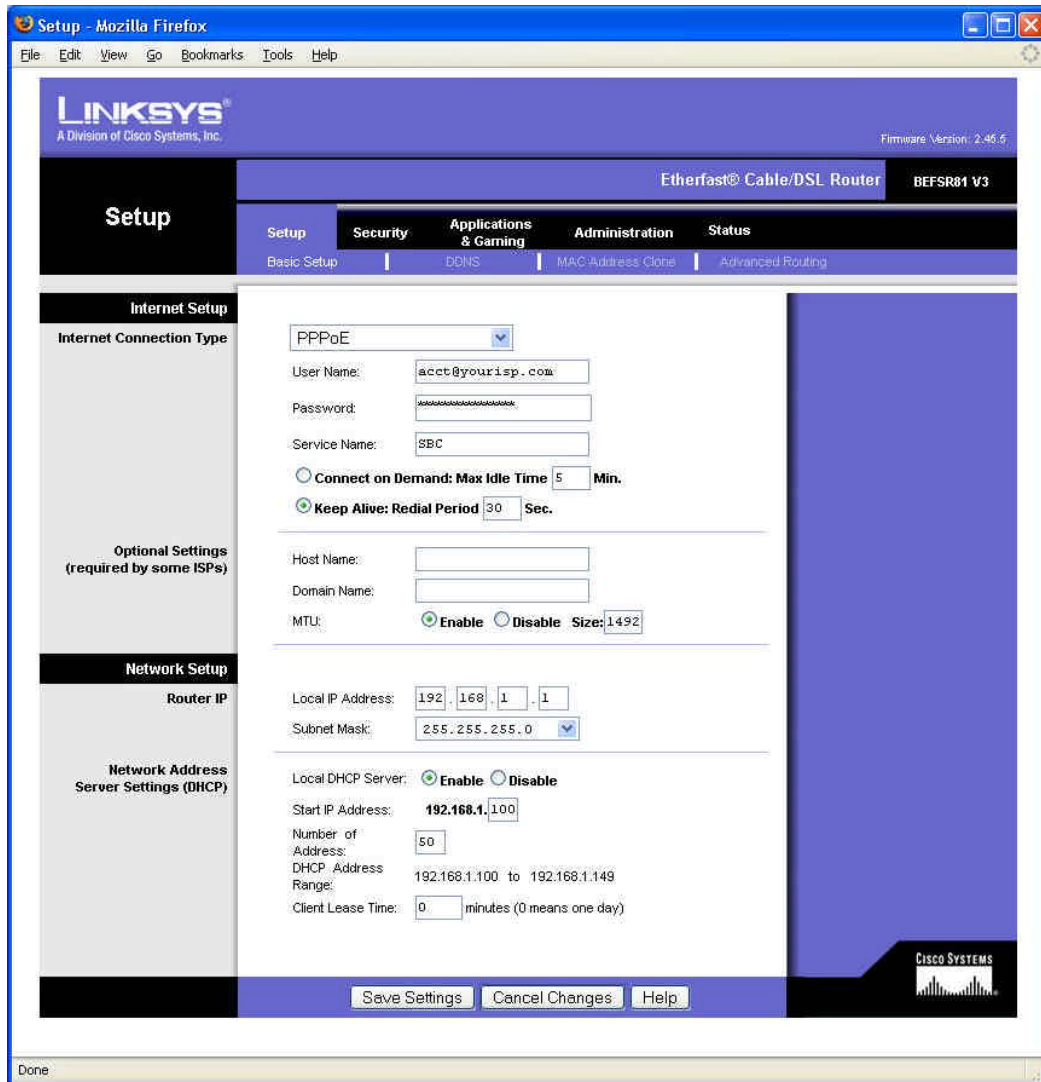 Setup - Mozilla Firefox
File Edit View Go Bookmarks Tools Help
LINKSYS®
A Division of Cisco Systems, Inc.
Firmware Version: 2.45.5
Etherfast® Cable/DSL Router
BEFSR81 V3
Setup
Setup Security Applications & Gaming Administration Status
Basic Setup DDNS MAC Address Clone Advanced Routing
Internet Setup
Internet Connection Type
PPPoE
User Name: acct@yourisp.com
Password: ****************
Service Name: SBC
Connect on Demand: Max Idle Time 5 Min.
Keep Alive: Redial Period 30 Sec.
Optional Settings
(required by some ISPs)
Host Name:
Domain Name:
MTU: Enable Disable Size: 1492
Network Setup
Router IP
Local IP Address: 192 . 168 . 1 . 1
Subnet Mask: 255.255.255.0
Network Address
Server Settings (DHCP)
Local DHCP Server: Enable Disable
Start IP Address: 192.168.1. 100
Number of
Address: 50
DHCP Address
Range: 192.168.1.100 to 192.168.1.149
Client Lease Time: 0 minutes (0 means one day)
CISCO SYSTEMS
Save Settings Cancel Changes Help
Done